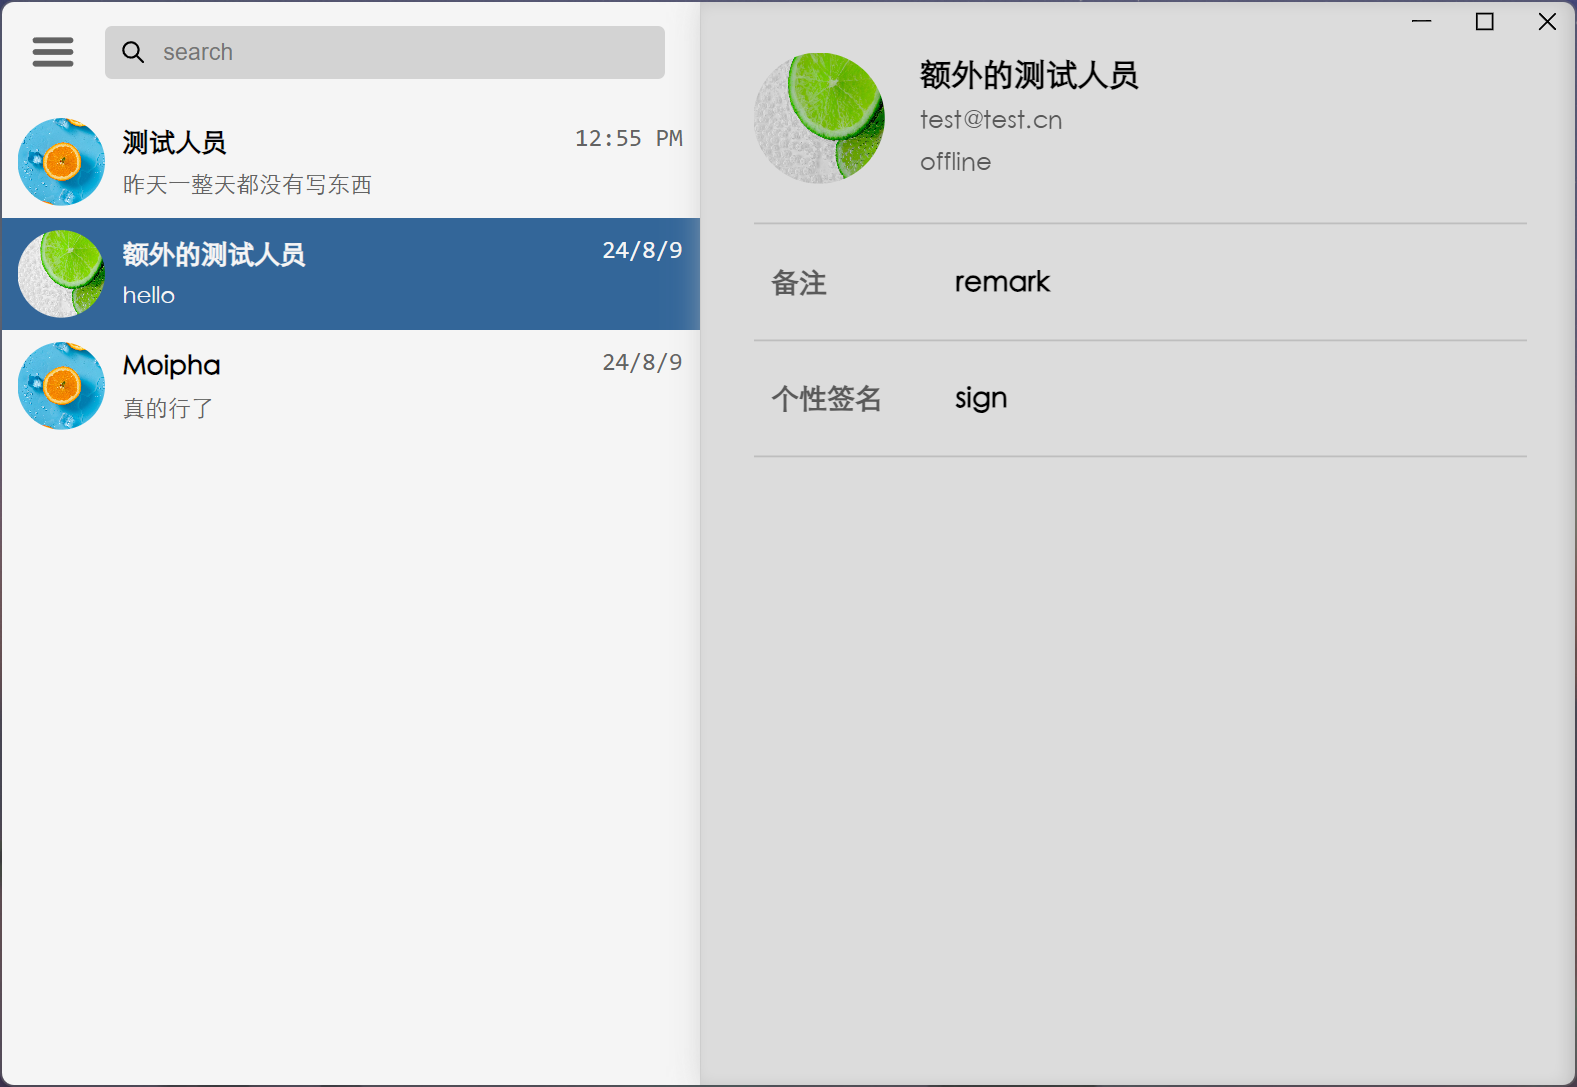 search
测试人员
12:55 PM
昨天一整天都没有写东西
额外的测试人员
24/8/9
hello
Moipha
24/8/9
真的行了
额外的测试人员
test@test.cn
offline
备注
remark
个性签名
sign